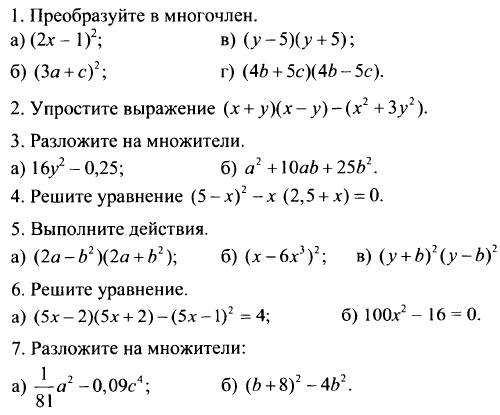 1. Преобразуйте в многочлен.
а) (2x – 1)²; в) (y – 5)(y + 5);
б) (3a + c)²; г) (4b + 5c)(4b – 5c).
2. Упростите выражение (x + y)(x – y) – (x² + 3y²).
3. Разложите на множители.
а) 16y² – 0,25; б) a² + 10ab + 25b².
4. Решите уравнение (5 – x)² – x (2,5 + x) = 0.
5. Выполните действия.
а) (2a – b²)(2a + b²); б) (x – 6x³)²; в) (y + b)²(y – b)²
6. Решите уравнение.
а) (5x – 2)(5x + 2) – (5x – 1)² = 4; б) 100x² – 16 = 0.
7. Разложите на множители:
а) 1/81 a² – 0,09c⁴; б) (b + 8)² – 4b².